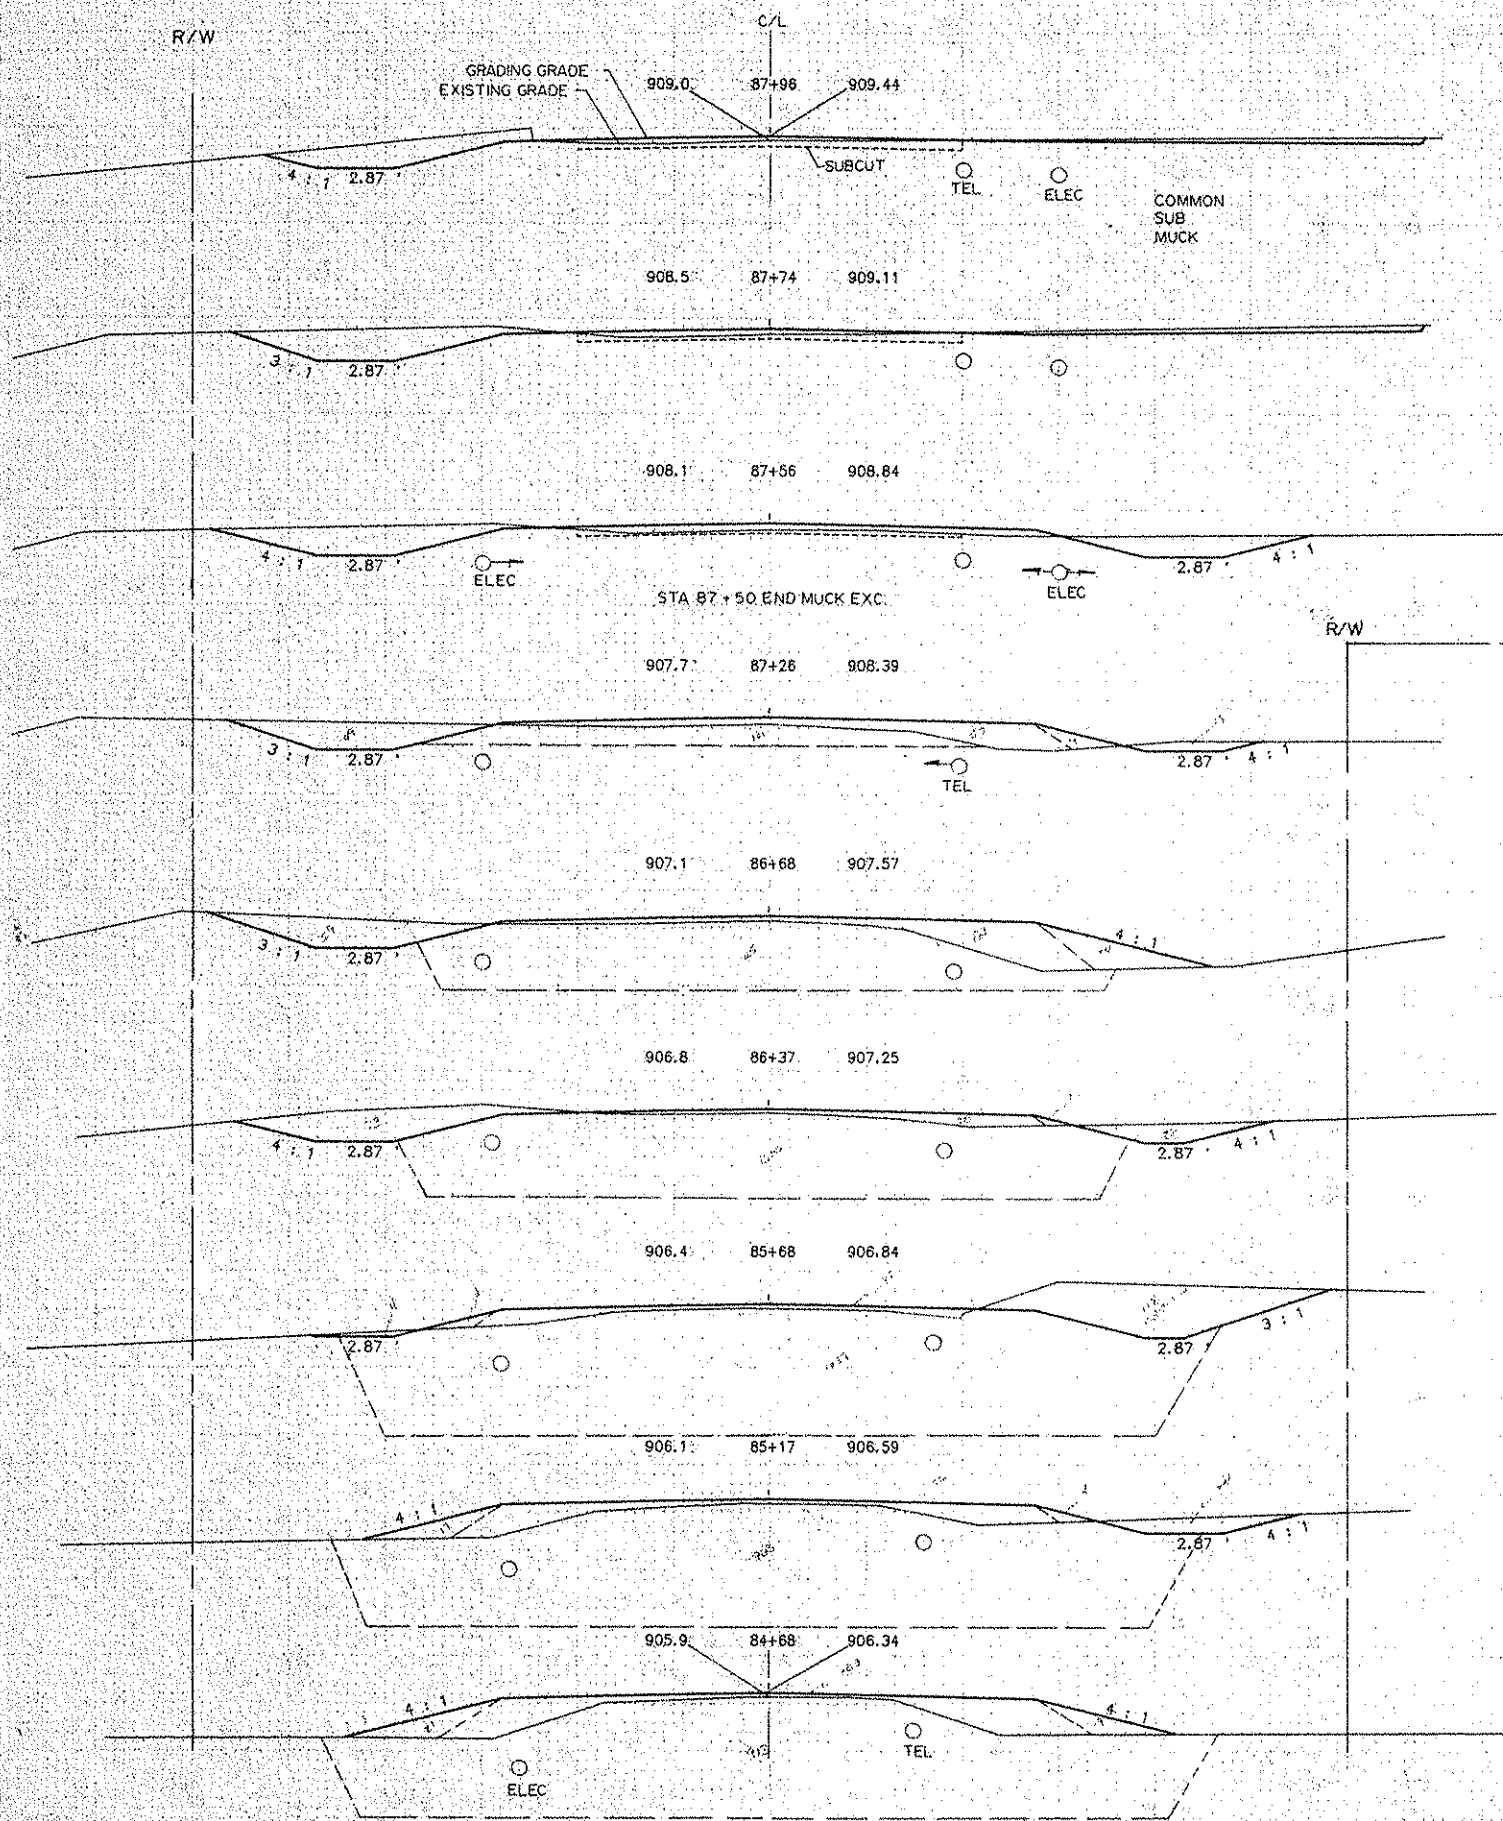 R/W
C/L
GRADING GRADE
EXISTING GRADE
909.0 87+96 909.44
4 : 1 2.87
SUBCUT
TEL
ELEC
COMMON
SUB
MUCK
908.5 87+74 909.11
3 : 1 2.87
908.1 87+56 908.84
4 : 1 2.87 2.87 4 : 1
ELEC ELEC
STA 87 + 50 END MUCK EXC.
R/W
907.7 87+26 908.39
3 : 1 2.87 2.87 4 : 1
TEL
907.1 86+68 907.57
4 : 1
3 : 1 2.87
906.8 86+37 907.25
4 : 1 2.87 2.87 4 : 1
906.4 85+68 906.84
2.87 2.87 3 : 1
906.1 85+17 906.59
4 : 1
2.87 4 : 1
905.9 84+68 906.34
4 : 1 4 : 1
TEL
ELEC